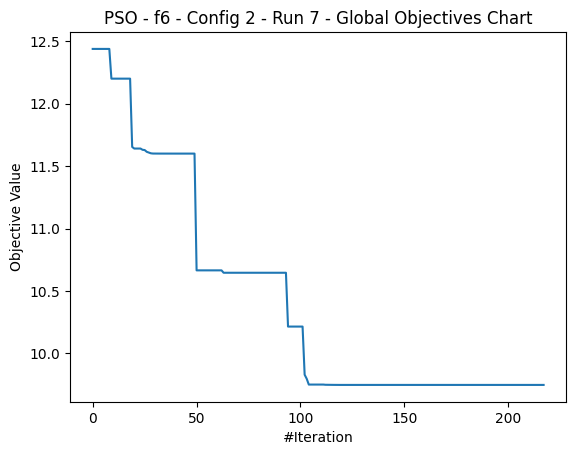 PSO - f6 - Config 2 - Run 7 - Global Objectives Chart
12.5
12.0
11.5
11.0
10.5
10.0
Objective Value
0 50 100 150 200
#Iteration